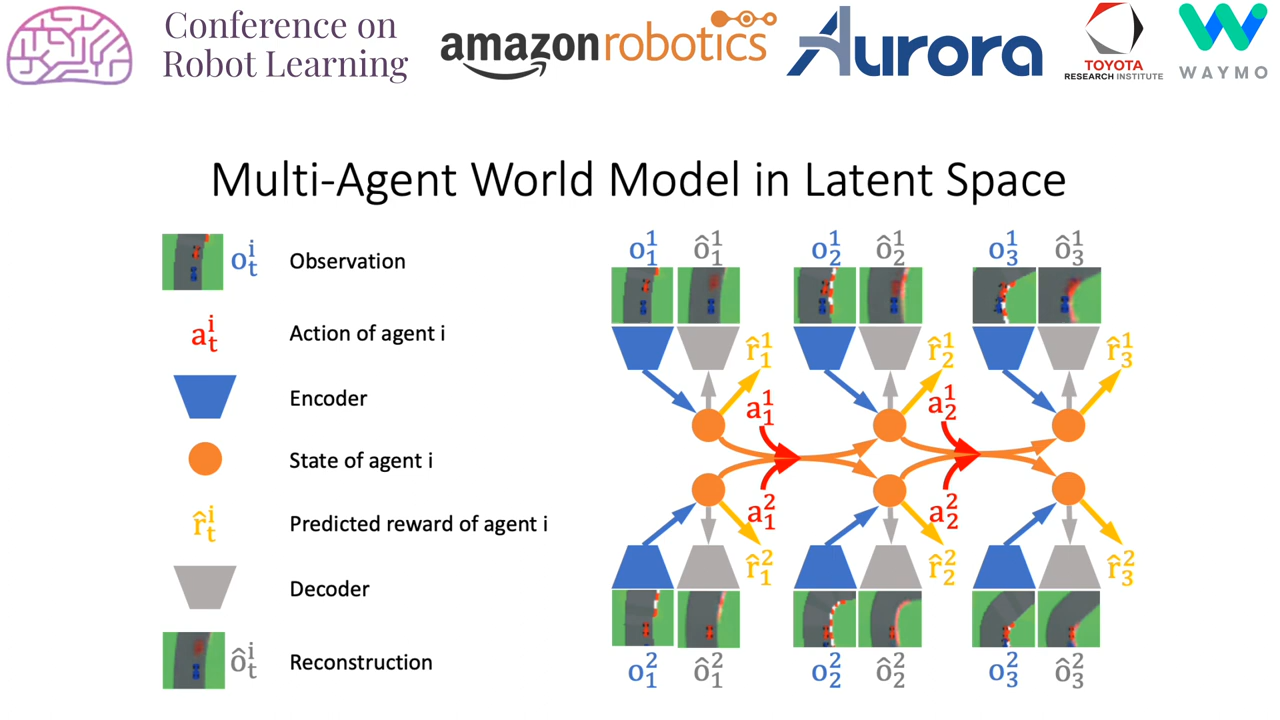 Conference on
Robot Learning
amazon robotics
Aurora
TOYOTA
RESEARCH INSTITUTE
WAYMO
Multi-Agent World Model in Latent Space
oᵢₜ Observation
aᵢₜ Action of agent i
Encoder
State of agent i
r̂ᵢₜ Predicted reward of agent i
Decoder
ôᵢₜ Reconstruction
o¹₁ ô¹₁ o¹₂ ô¹₂ o¹₃ ô¹₃
r̂¹₁ r̂¹₂ r̂¹₃
a¹₁ a¹₂
a²₁ a²₂
r̂²₁ r̂²₂ r̂²₃
o²₁ ô²₁ o²₂ ô²₂ o²₃ ô²₃